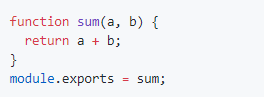 function sum(a, b) {
  return a + b;
}
module.exports = sum;